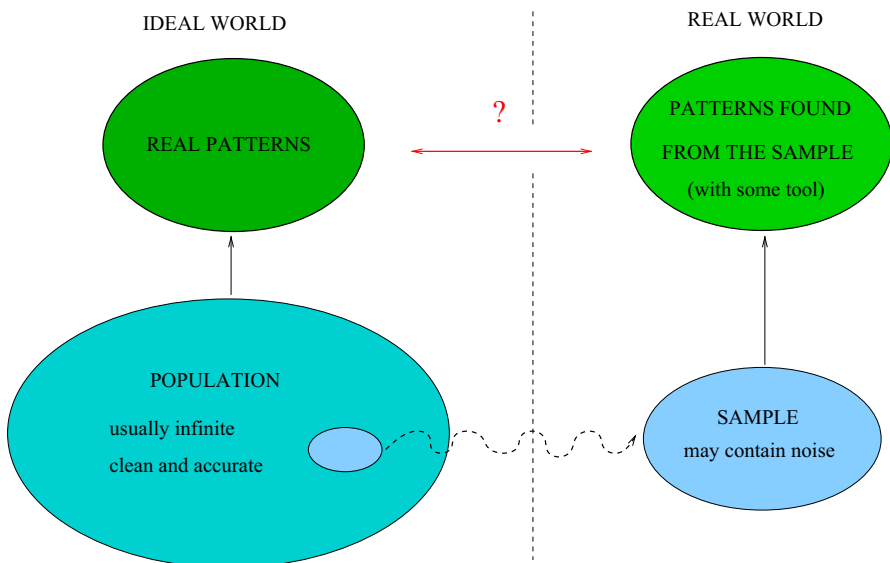 IDEAL WORLD
REAL WORLD
REAL PATTERNS
?
PATTERNS FOUND
FROM THE SAMPLE
(with some tool)
POPULATION
usually infinite
clean and accurate
SAMPLE
may contain noise